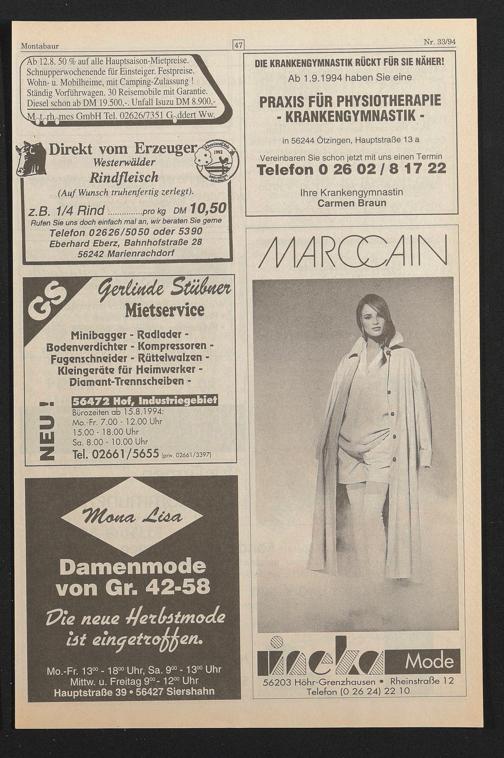 Montabaur
47
Nr. 33/94
Ab 12.8. 50 % auf alle Hauptsaison-Mietpreise.
Schnupperwochenende für Einsteiger. Festpreise.
Wohn- u. Mobilheime, mit Camping-Zulassung !
Ständig Vorführwagen. 30 Reisemobile mit Garantie.
Diesel schon ab DM 19.500,-. Unfall Isuzu DM 8.900,-
GmbH Tel. 02626/7351 Ww.
Direkt vom Erzeuger
Westerwälder
Rindfleisch
(Auf Wunsch truhenfertig zerlegt).
z.B. 1/4 Rind ..............pro kg DM 10,50
Rufen Sie uns doch einfach mal an, wir beraten Sie gerne
Telefon 02626/5050 oder 5390
Eberhard Eberz, Bahnhofstraße 28
56242 Marienrachdorf
GS
Gerlinde Stübner
Mietservice
Minibagger - Radlader -
Bodenverdichter - Kompressoren -
Fugenschneider - Rüttelwalzen -
Kleingeräte für Heimwerker -
Diamant-Trennscheiben -
NEU !
56472 Hof, Industriegebiet
Bürozeiten ab 15.8.1994:
Mo.-Fr. 7.00 - 12.00 Uhr
15.00 - 18.00 Uhr
Sa. 8.00 - 10.00 Uhr
Tel. 02661/5655 (priv. 02661/3397)
Mona Lisa
Damenmode
von Gr. 42-58
Die neue Herbstmode
ist eingetroffen.
Mo.-Fr. 13⁰⁰ - 18⁰⁰ Uhr, Sa. 9⁰⁰ - 13⁰⁰ Uhr
Mittw. u. Freitag 9⁰⁰ - 12⁰⁰ Uhr
Hauptstraße 39 • 56427 Siershahn
DIE KRANKENGYMNASTIK RÜCKT FÜR SIE NÄHER!
Ab 1.9.1994 haben Sie eine
PRAXIS FÜR PHYSIOTHERAPIE
- KRANKENGYMNASTIK -
in 56244 Ötzingen, Hauptstraße 13 a
Vereinbaren Sie schon jetzt mit uns einen Termin
Telefon 0 26 02 / 8 17 22
Ihre Krankengymnastin
Carmen Braun
MARCCAIN
Mode
56203 Höhr-Grenzhausen • Rheinstraße 12
Telefon (0 26 24) 22 10